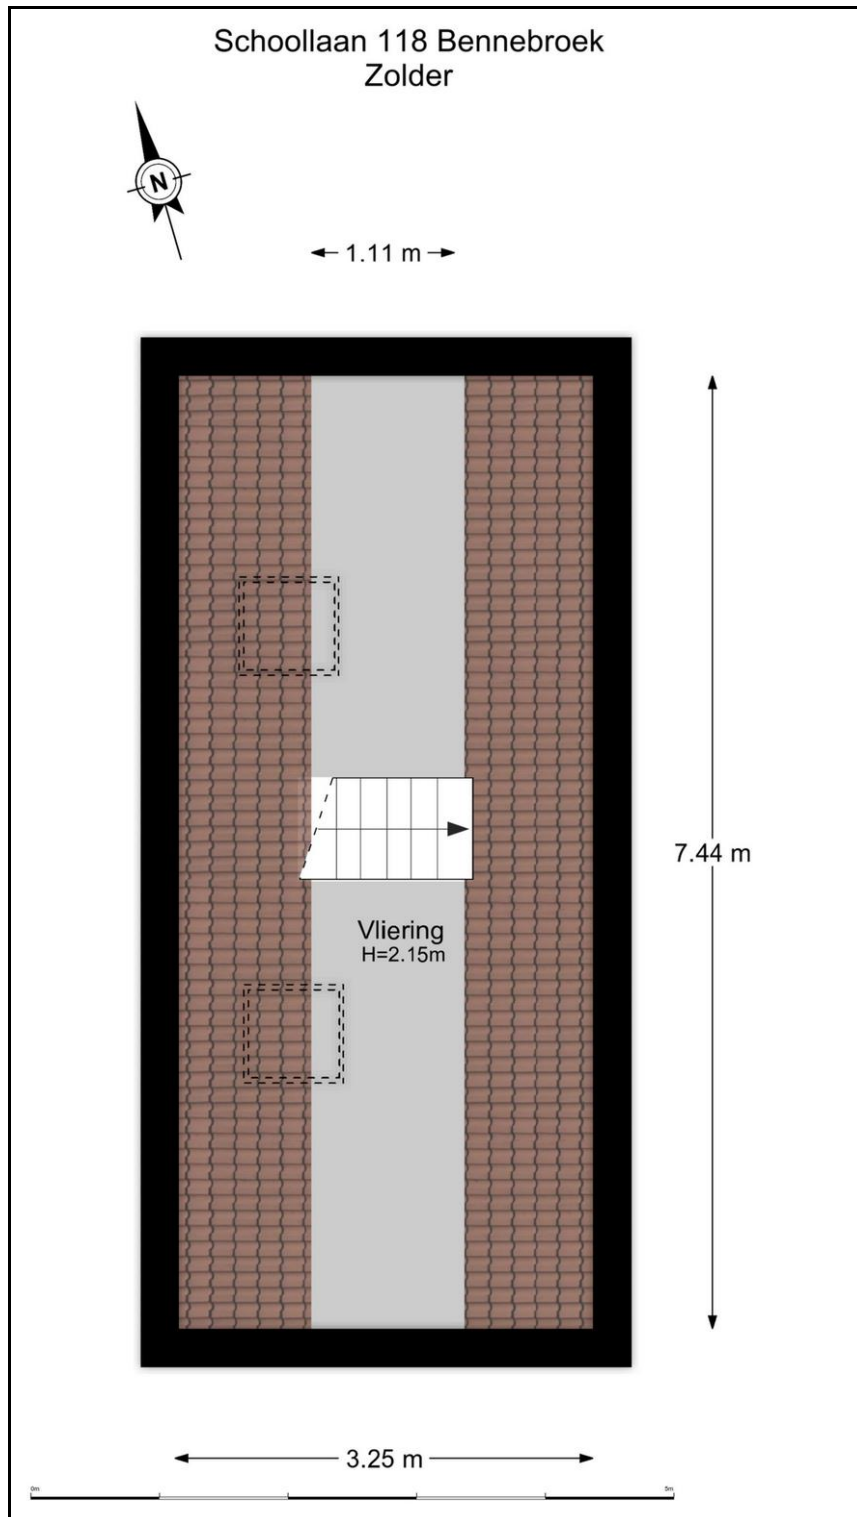 Schoollaan 118 Bennebroek
Zolder
N
1.11 m
7.44 m
Vliering
H=2.15m
3.25 m
0m 5m